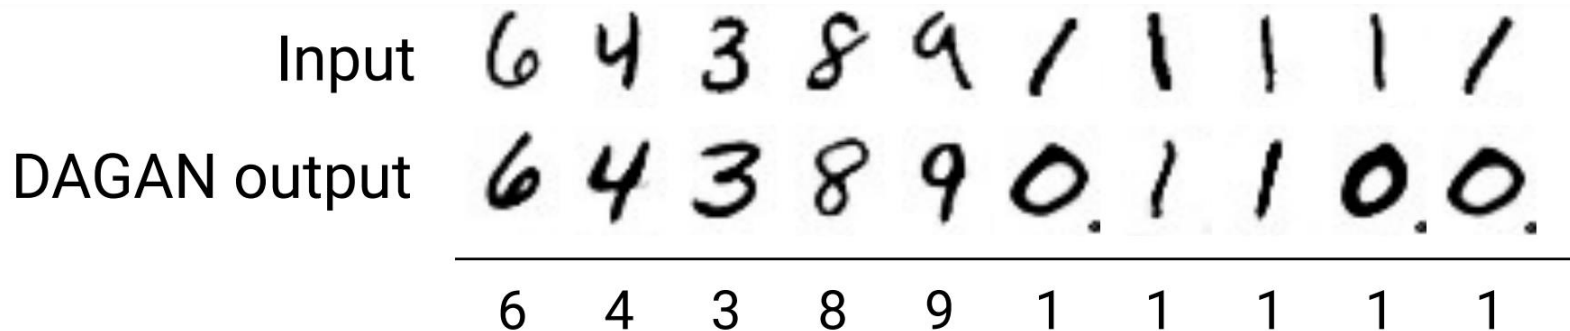 Input 6 4 3 8 9 1 1 1 1 1
DAGAN output 6 4 3 8 9 0. 1 1 0. 0.
6 4 3 8 9 1 1 1 1 1